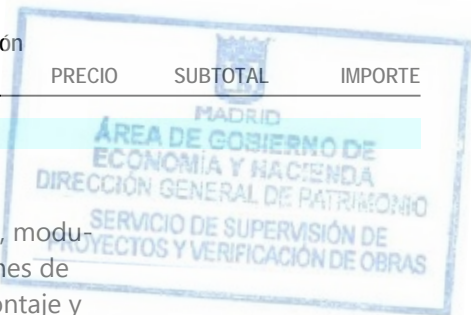 ón
PRECIO SUBTOTAL IMPORTE
MADRID
ÁREA DE GOBIERNO DE
ECONOMÍA Y HACIENDA
DIRECCIÓN GENERAL DE PATRIMONIO
SERVICIO DE SUPERVISIÓN DE
PROYECTOS Y VERIFICACIÓN DE OBRAS
, modu-
nes de
ontaje y